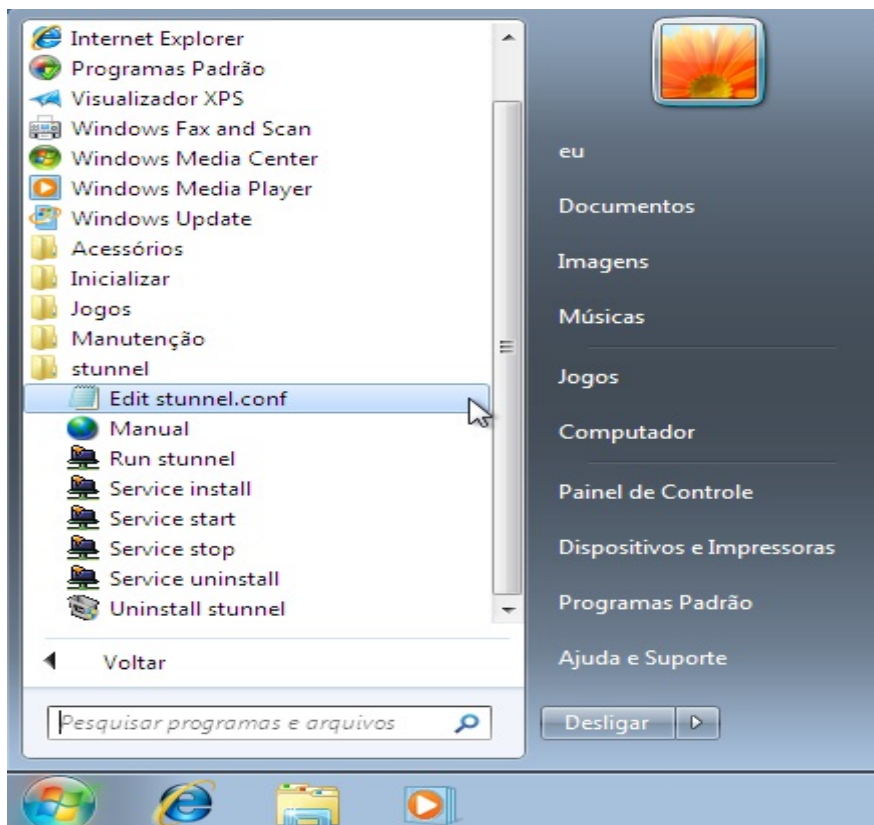 Internet Explorer
Programas Padrão
Visualizador XPS
Windows Fax and Scan
Windows Media Center
Windows Media Player
Windows Update
Acessórios
Inicializar
Jogos
Manutenção
stunnel
Edit stunnel.conf
Manual
Run stunnel
Service install
Service start
Service stop
Service uninstall
Uninstall stunnel
Voltar
Pesquisar programas e arquivos
eu
Documentos
Imagens
Músicas
Jogos
Computador
Painel de Controle
Dispositivos e Impressoras
Programas Padrão
Ajuda e Suporte
Desligar